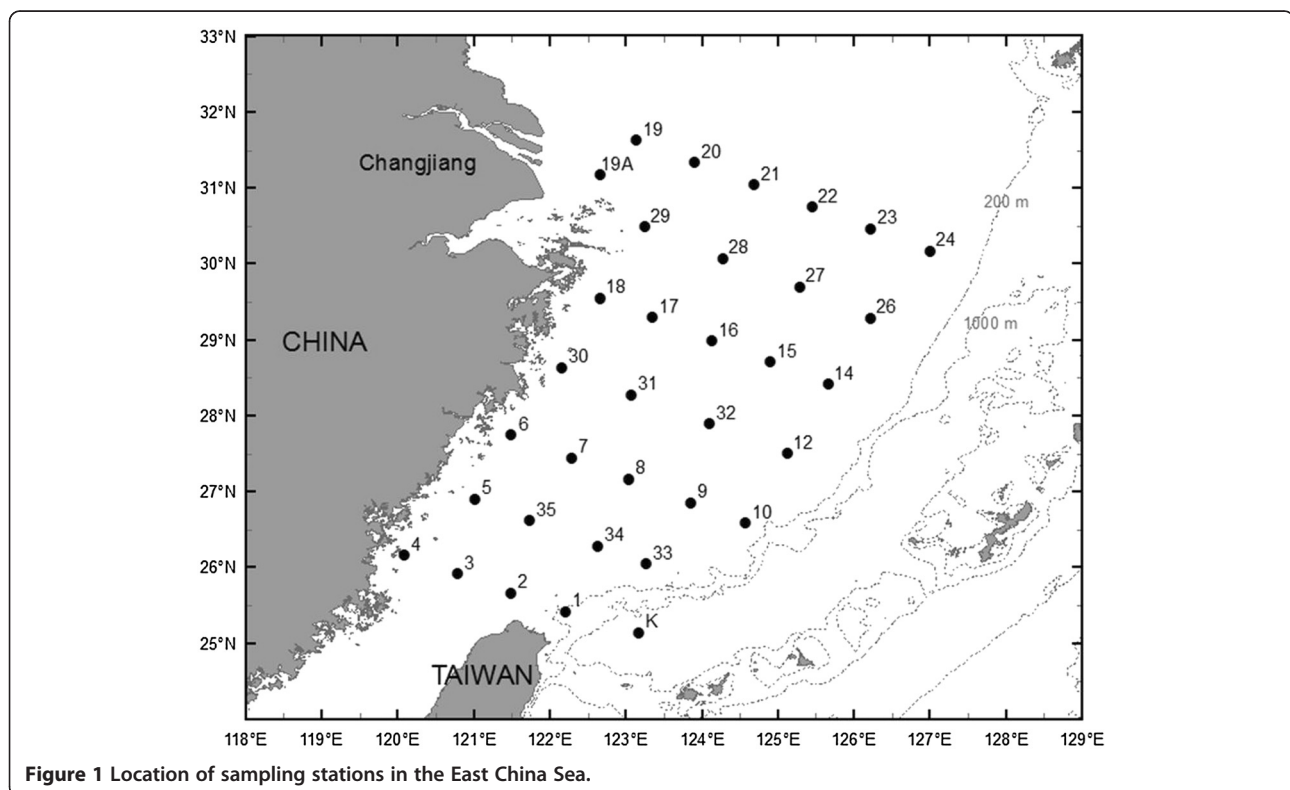 33°N
32°N
31°N
30°N
29°N
28°N
27°N
26°N
25°N
118°E 119°E 120°E 121°E 122°E 123°E 124°E 125°E 126°E 127°E 128°E 129°E
Changjiang
CHINA
TAIWAN
200 m
1000 m
19
19A
20
21
22
23
24
29
28
27
26
18
17
16
15
14
30
31
32
12
6
7
8
9
10
5
35
34
33
4
3
2
1
K
Figure 1 Location of sampling stations in the East China Sea.